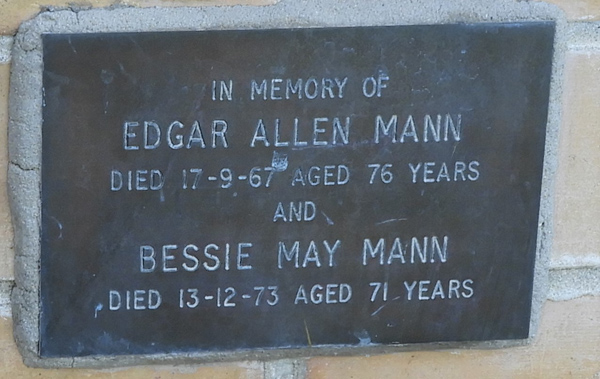 IN MEMORY OF
EDGAR ALLEN MANN
DIED 17-9-67 AGED 76 YEARS
AND
BESSIE MAY MANN
DIED 13-12-73 AGED 71 YEARS